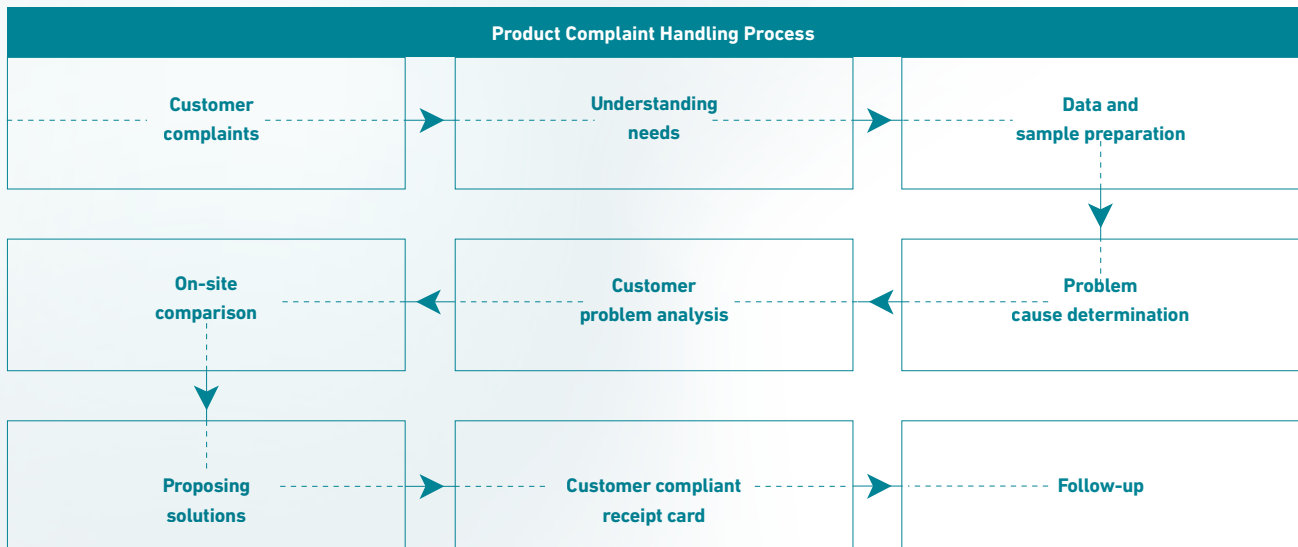 Product Complaint Handling Process
Customer
complaints
Understanding
needs
Data and
sample preparation
Problem
cause determination
Customer
problem analysis
On-site
comparison
Proposing
solutions
Customer compliant
receipt card
Follow-up